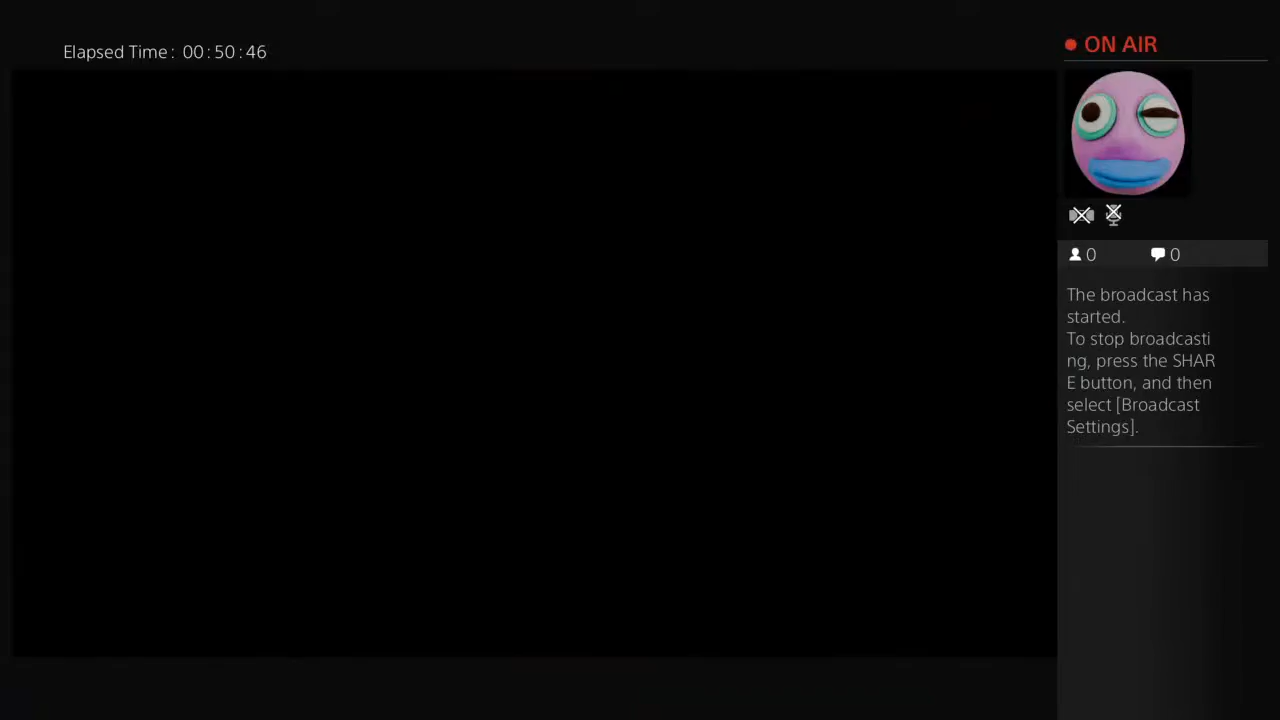 Elapsed Time: 00:50:46
ON AIR
0 0
The broadcast has
started.
To stop broadcasti
ng, press the SHAR
E button, and then
select [Broadcast
Settings].